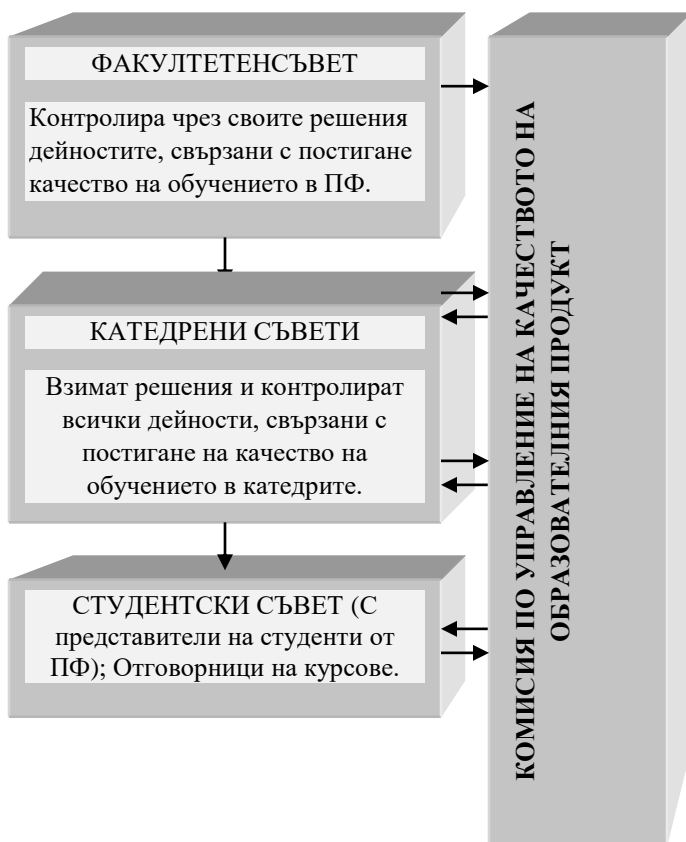 ФАКУЛТЕТЕНСЪВЕТ
Контролира чрез своите решения
дейностите, свързани с постигане
качество на обучението в ПФ.
КАТЕДРЕНИ СЪВЕТИ
Взимат решения и контролират
всички дейности, свързани с
постигане на качество на
обучението в катедрите.
СТУДЕНТСКИ СЪВЕТ (С
представители на студенти от
ПФ); Отговорници на курсове.
КОМИСИЯ ПО УПРАВЛЕНИЕ НА КАЧЕСТВОТО НА
ОБРАЗОВАТЕЛНИЯ ПРОДУКТ